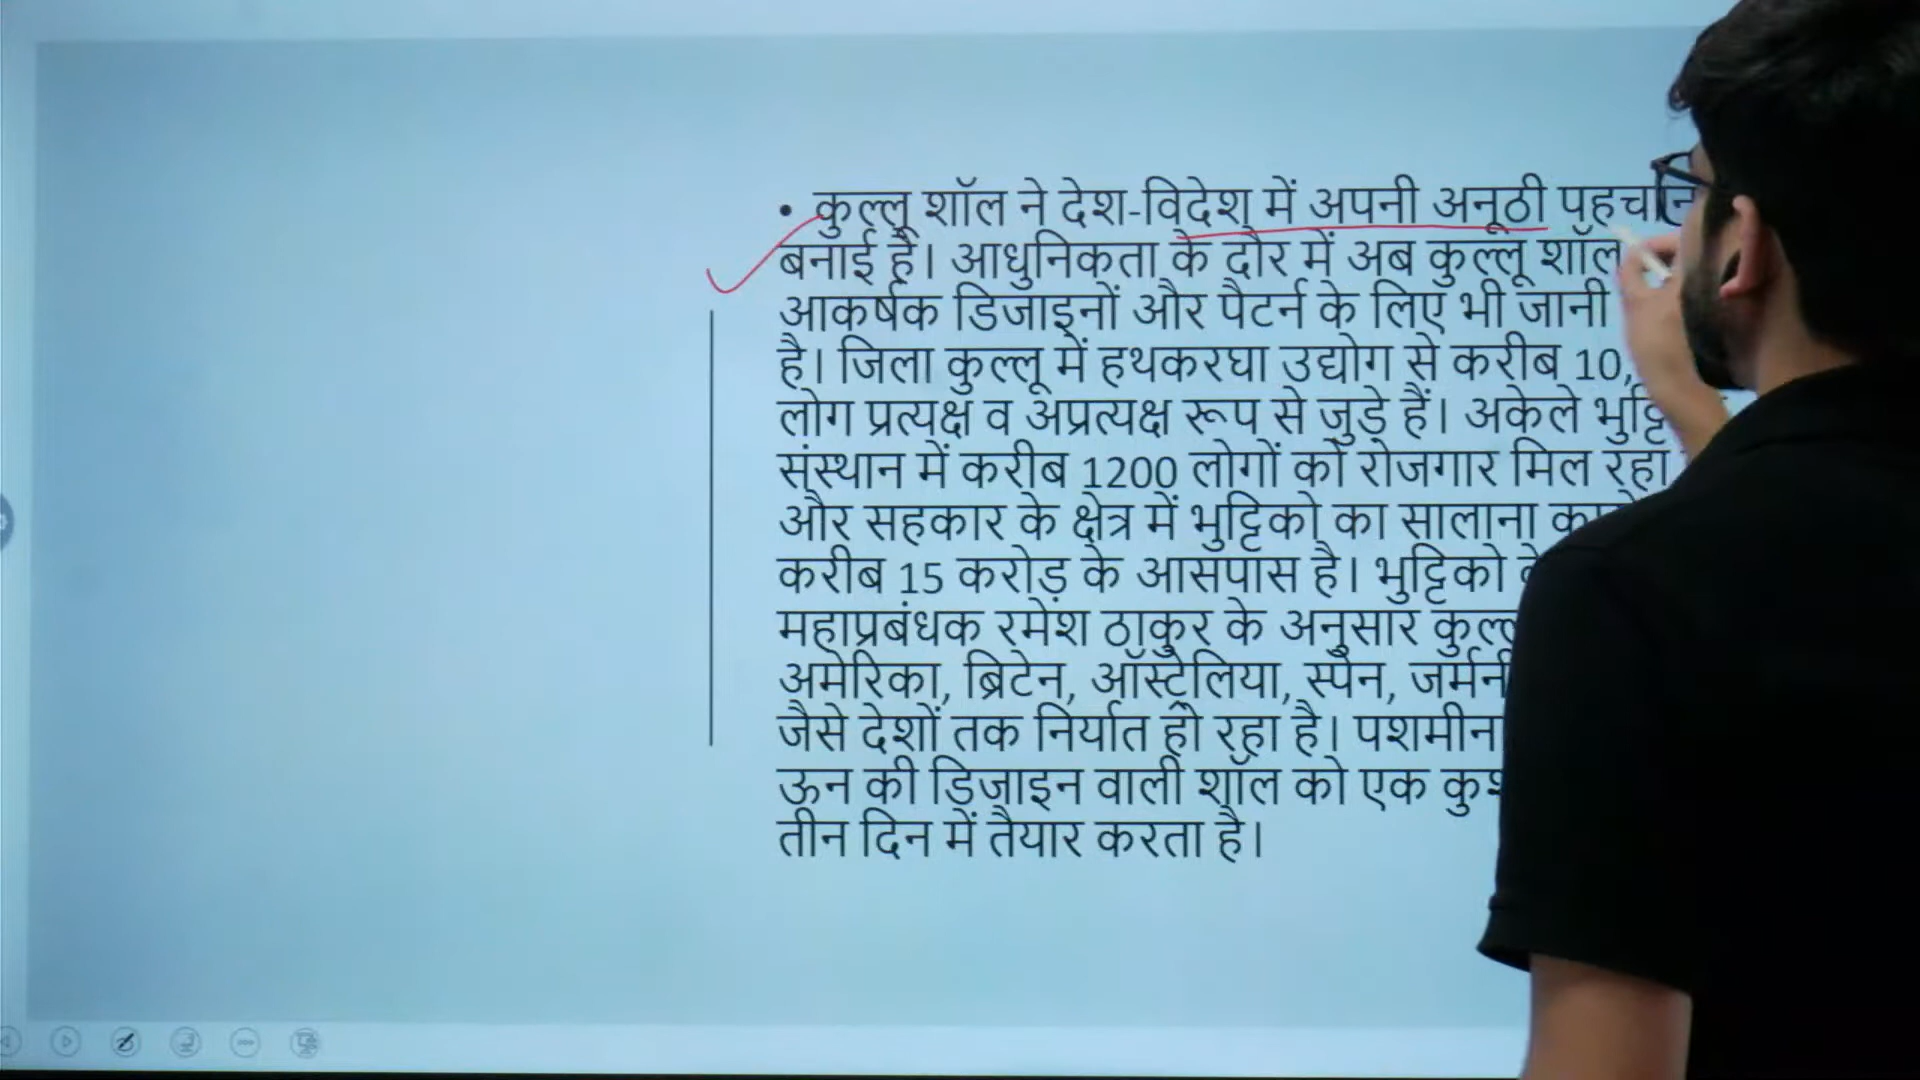 • कुल्लू शॉल ने देश-विदेश में अपनी अनूठी पहचान
बनाई है। आधुनिकता के दौर में अब कुल्लू शॉल
आकर्षक डिजाइनों और पैटर्न के लिए भी जानी
है। जिला कुल्लू में हथकरघा उद्योग से करीब 10,
लोग प्रत्यक्ष व अप्रत्यक्ष रूप से जुड़े हैं। अकेले
संस्थान में करीब 1200 लोगों को रोजगार मिल रहा
और सहकार के क्षेत्र में भुट्टिको का सालाना
करीब 15 करोड़ के आसपास है। भुट्टिको
महाप्रबंधक रमेश ठाकुर के अनुसार
अमेरिका, ब्रिटेन, ऑस्ट्रेलिया, स्पेन,
जैसे देशों तक निर्यात हो रहा है।
ऊन की डिजाइन वाली शॉल को एक
तीन दिन में तैयार करता है।